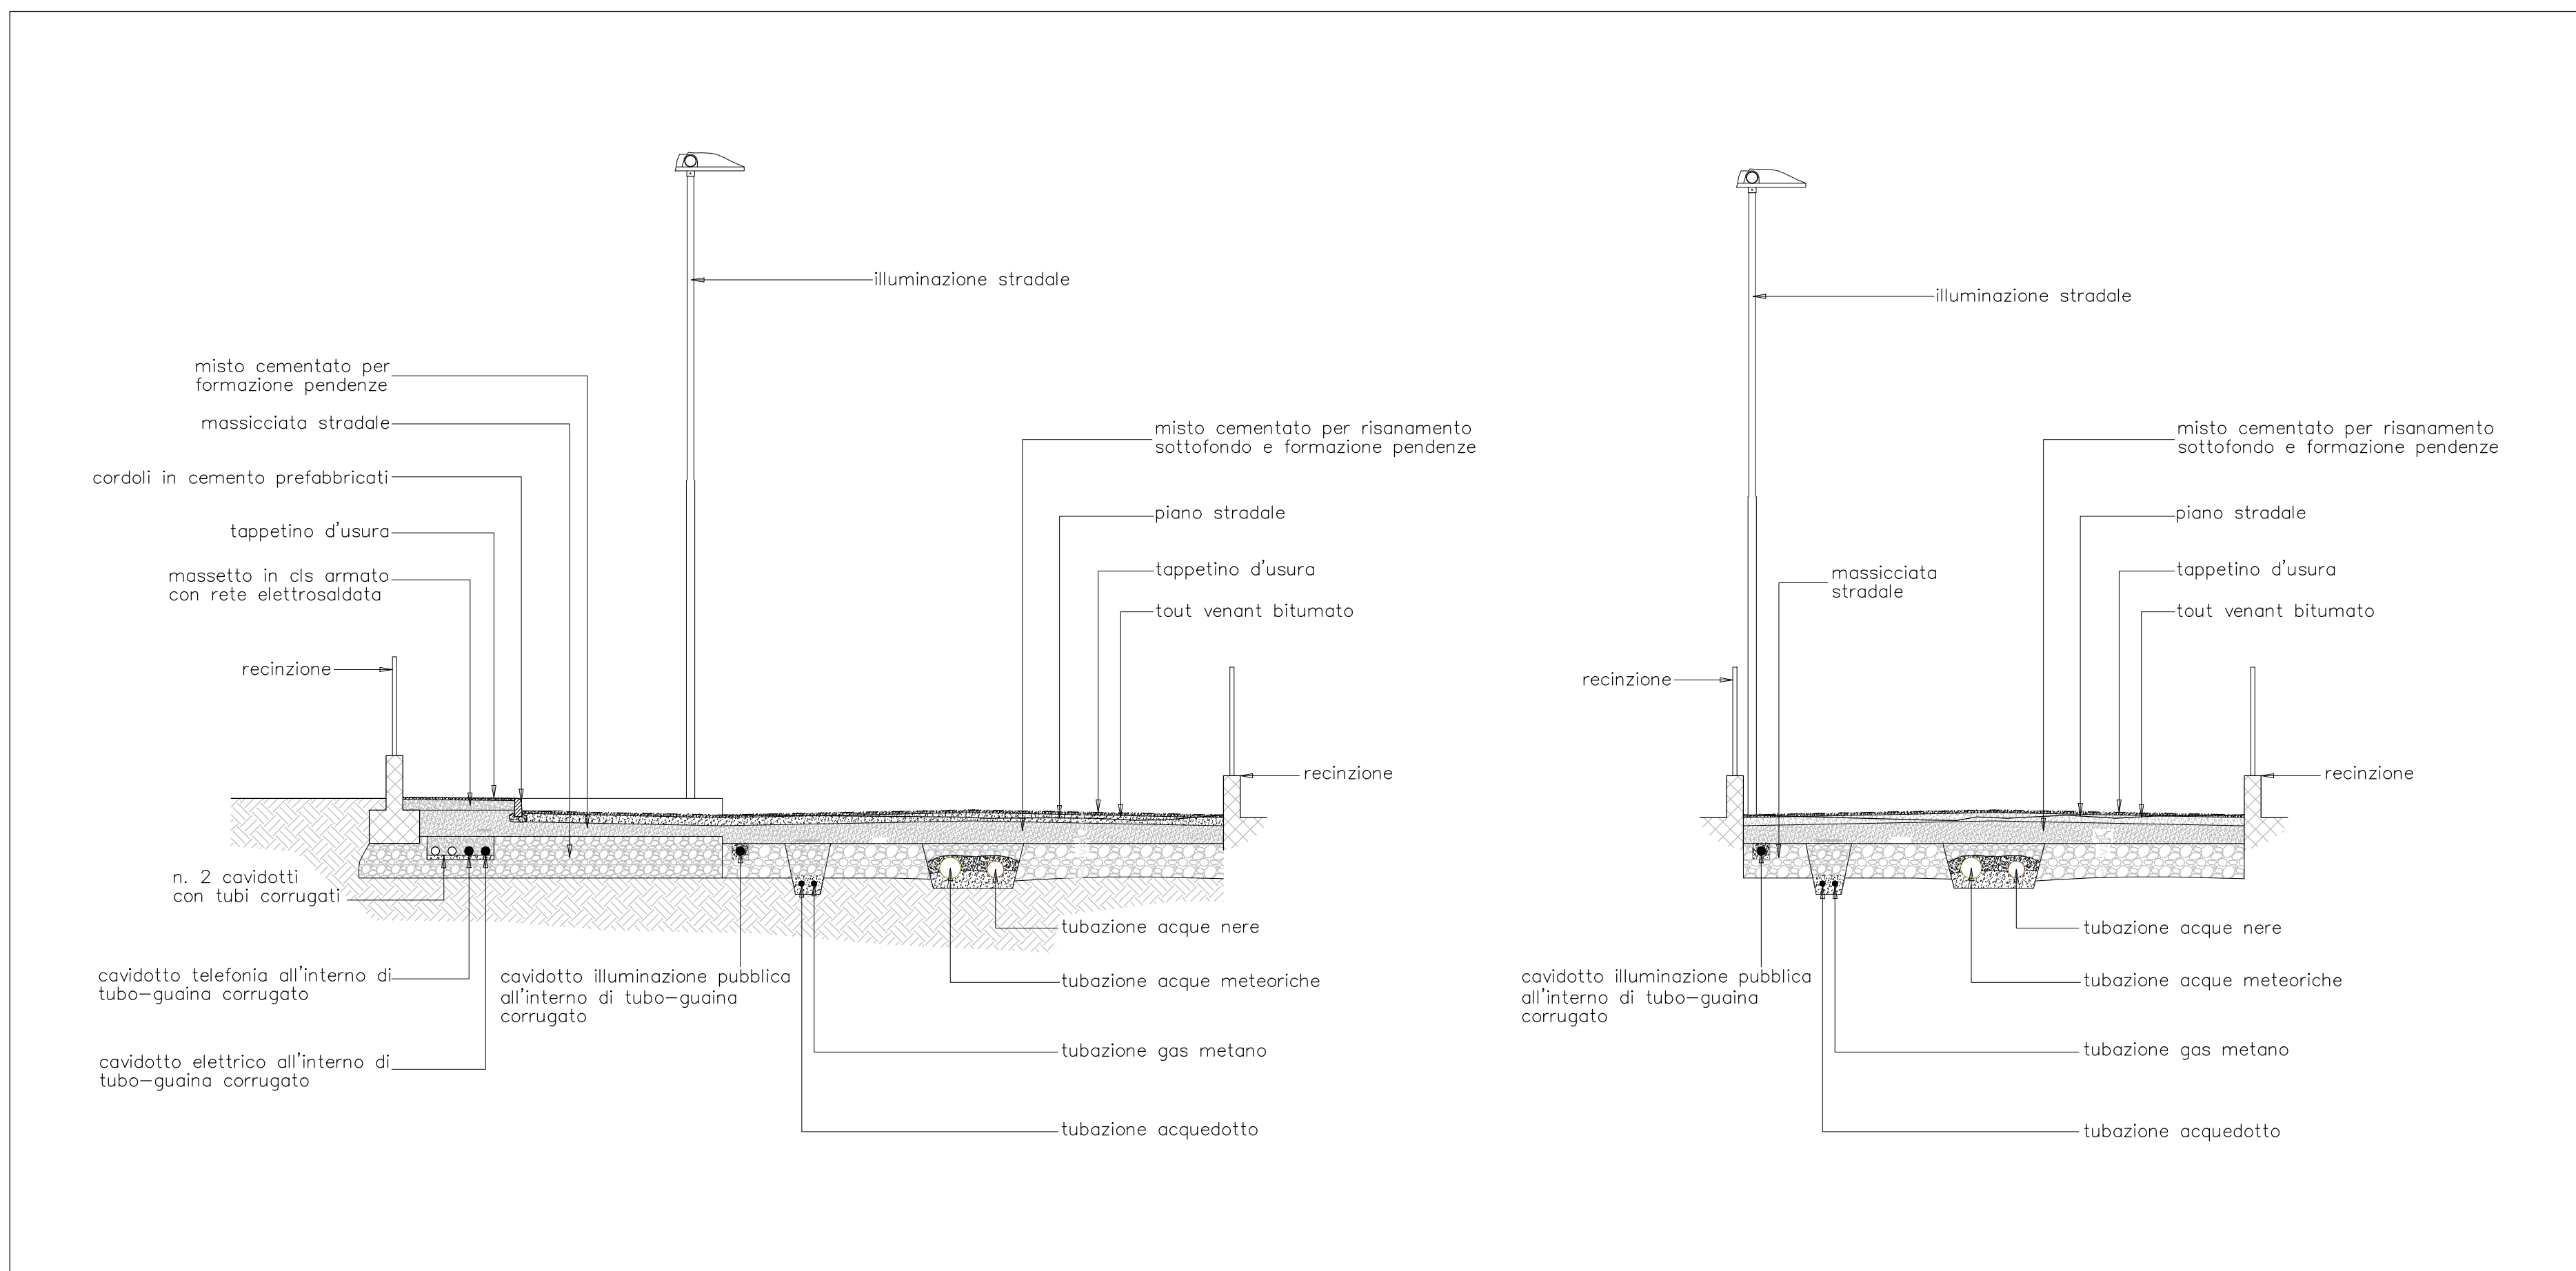 illuminazione stradale
misto cementato per
formazione pendenze
massicciata stradale
cordoli in cemento prefabbricati
tappetino d'usura
massetto in cls armato
con rete elettrosaldata
recinzione
misto cementato per risanamento
sottofondo e formazione pendenze
piano stradale
tappetino d'usura
tout venant bitumato
recinzione
n. 2 cavidotti
con tubi corrugati
cavidotto telefonia all'interno di
tubo-guaina corrugato
cavidotto elettrico all'interno di
tubo-guaina corrugato
cavidotto illuminazione pubblica
all'interno di tubo-guaina
corrugato
tubazione acque nere
tubazione acque meteoriche
tubazione gas metano
tubazione acquedotto
illuminazione stradale
misto cementato per risanamento
sottofondo e formazione pendenze
piano stradale
tappetino d'usura
tout venant bitumato
massicciata
stradale
recinzione
recinzione
cavidotto illuminazione pubblica
all'interno di tubo-guaina
corrugato
tubazione acque nere
tubazione acque meteoriche
tubazione gas metano
tubazione acquedotto